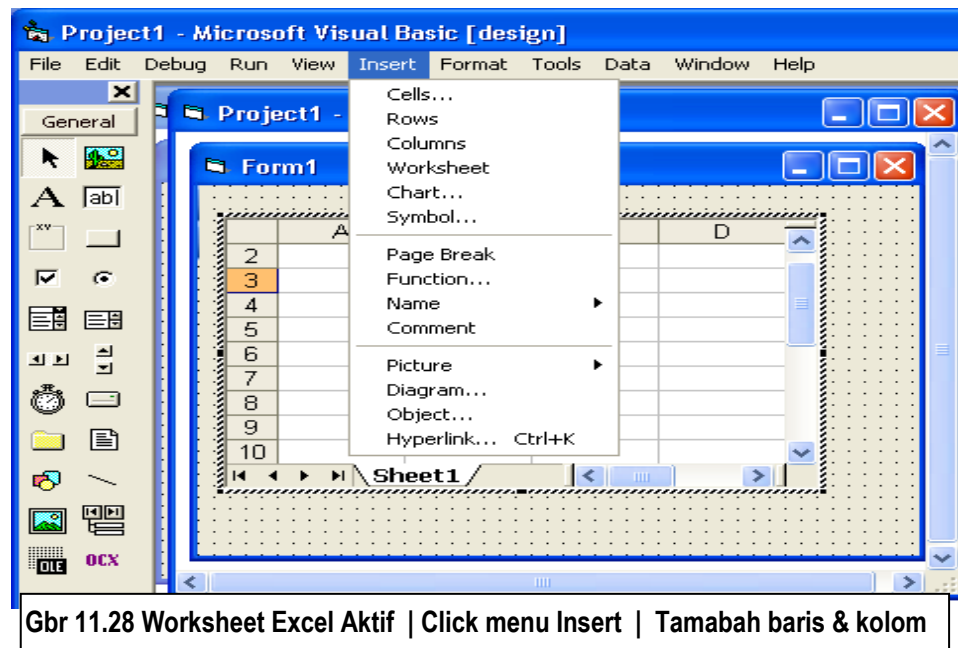 Project1 - Microsoft Visual Basic [design]
File Edit Debug Run View Insert Format Tools Data Window Help
General
Project1 -
Form1
Cells...
Rows
Columns
Worksheet
Chart...
Symbol...
Page Break
Function...
Name
Comment
Picture
Diagram...
Object...
Hyperlink... Ctrl+K
A D
2
3
4
5
6
7
8
9
10
Sheet1
A ab
xv
OLE OCX
Gbr 11.28 Worksheet Excel Aktif | Click menu Insert | Tamabah baris & kolom